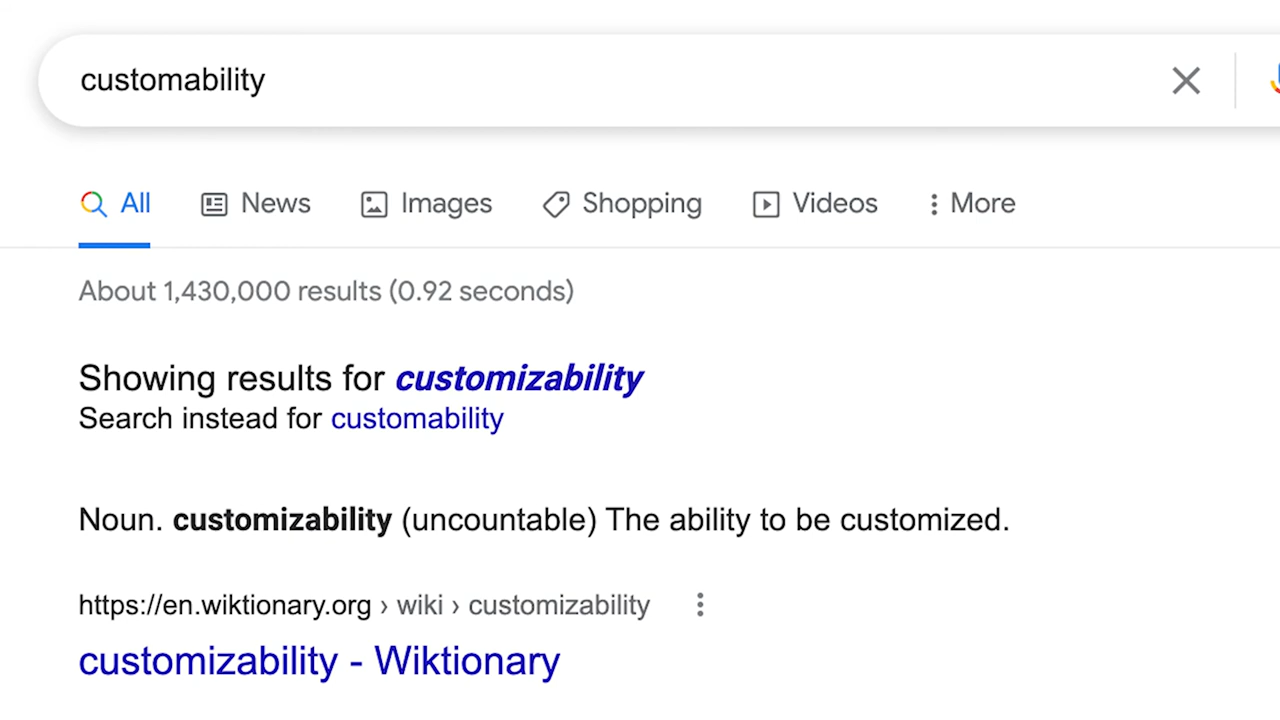 customability
All News Images Shopping Videos More
About 1,430,000 results (0.92 seconds)
Showing results for customizability
Search instead for customability
Noun. customizability (uncountable) The ability to be customized.
https://en.wiktionary.org › wiki › customizability
customizability - Wiktionary